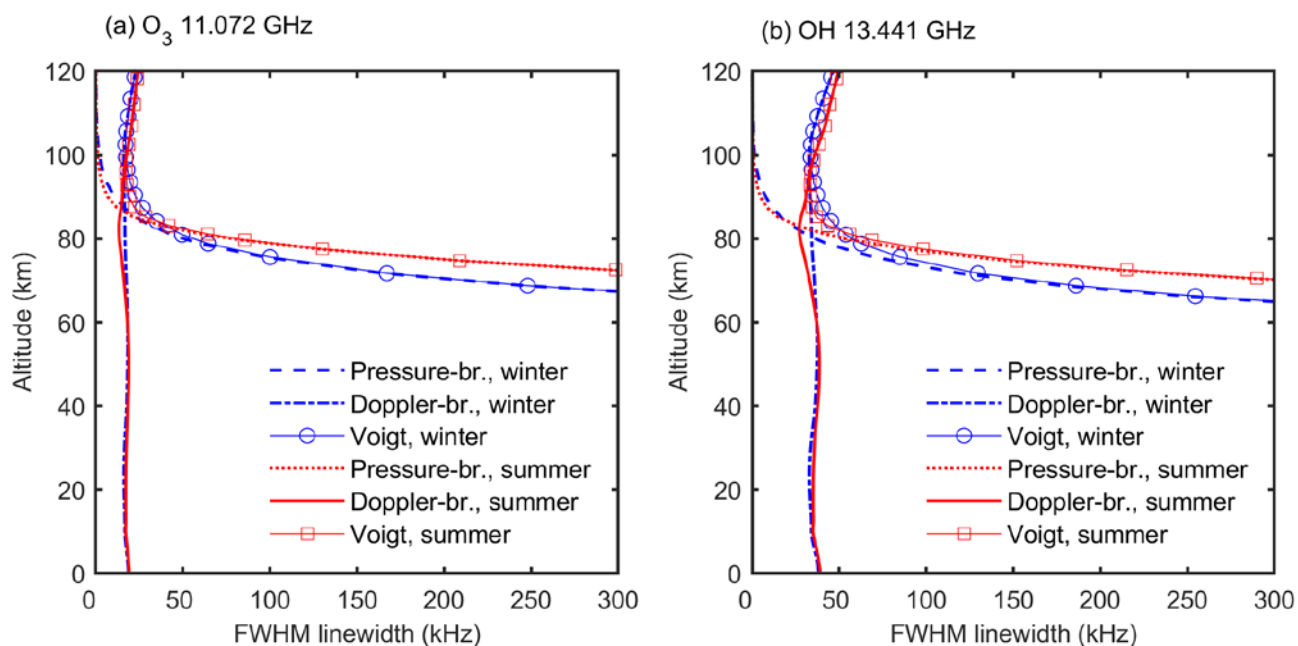 (a) O3 11.072 GHz
120
100
80
60
40
20
0
Altitude (km)
Pressure-br., winter
Doppler-br., winter
Voigt, winter
Pressure-br., summer
Doppler-br., summer
Voigt, summer
0 50 100 150 200 250 300
FWHM linewidth (kHz)
(b) OH 13.441 GHz
120
100
80
60
40
20
0
Altitude (km)
Pressure-br., winter
Doppler-br., winter
Voigt, winter
Pressure-br., summer
Doppler-br., summer
Voigt, summer
0 50 100 150 200 250 300
FWHM linewidth (kHz)